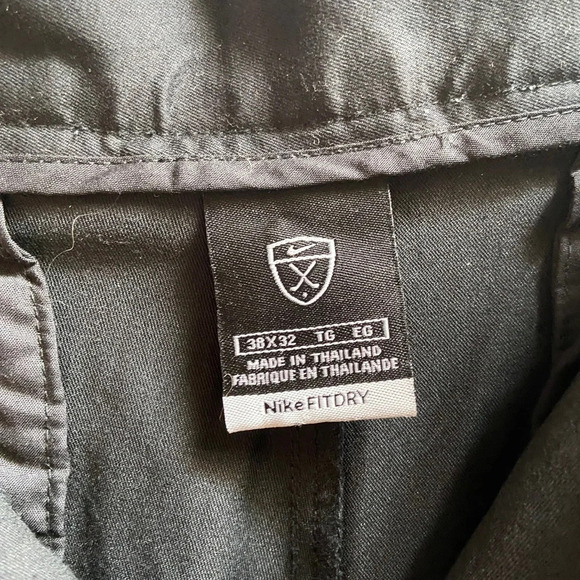 38X32 TG EG
MADE IN THAILAND
FABRIQUE EN THAILANDE
NikeFITDRY